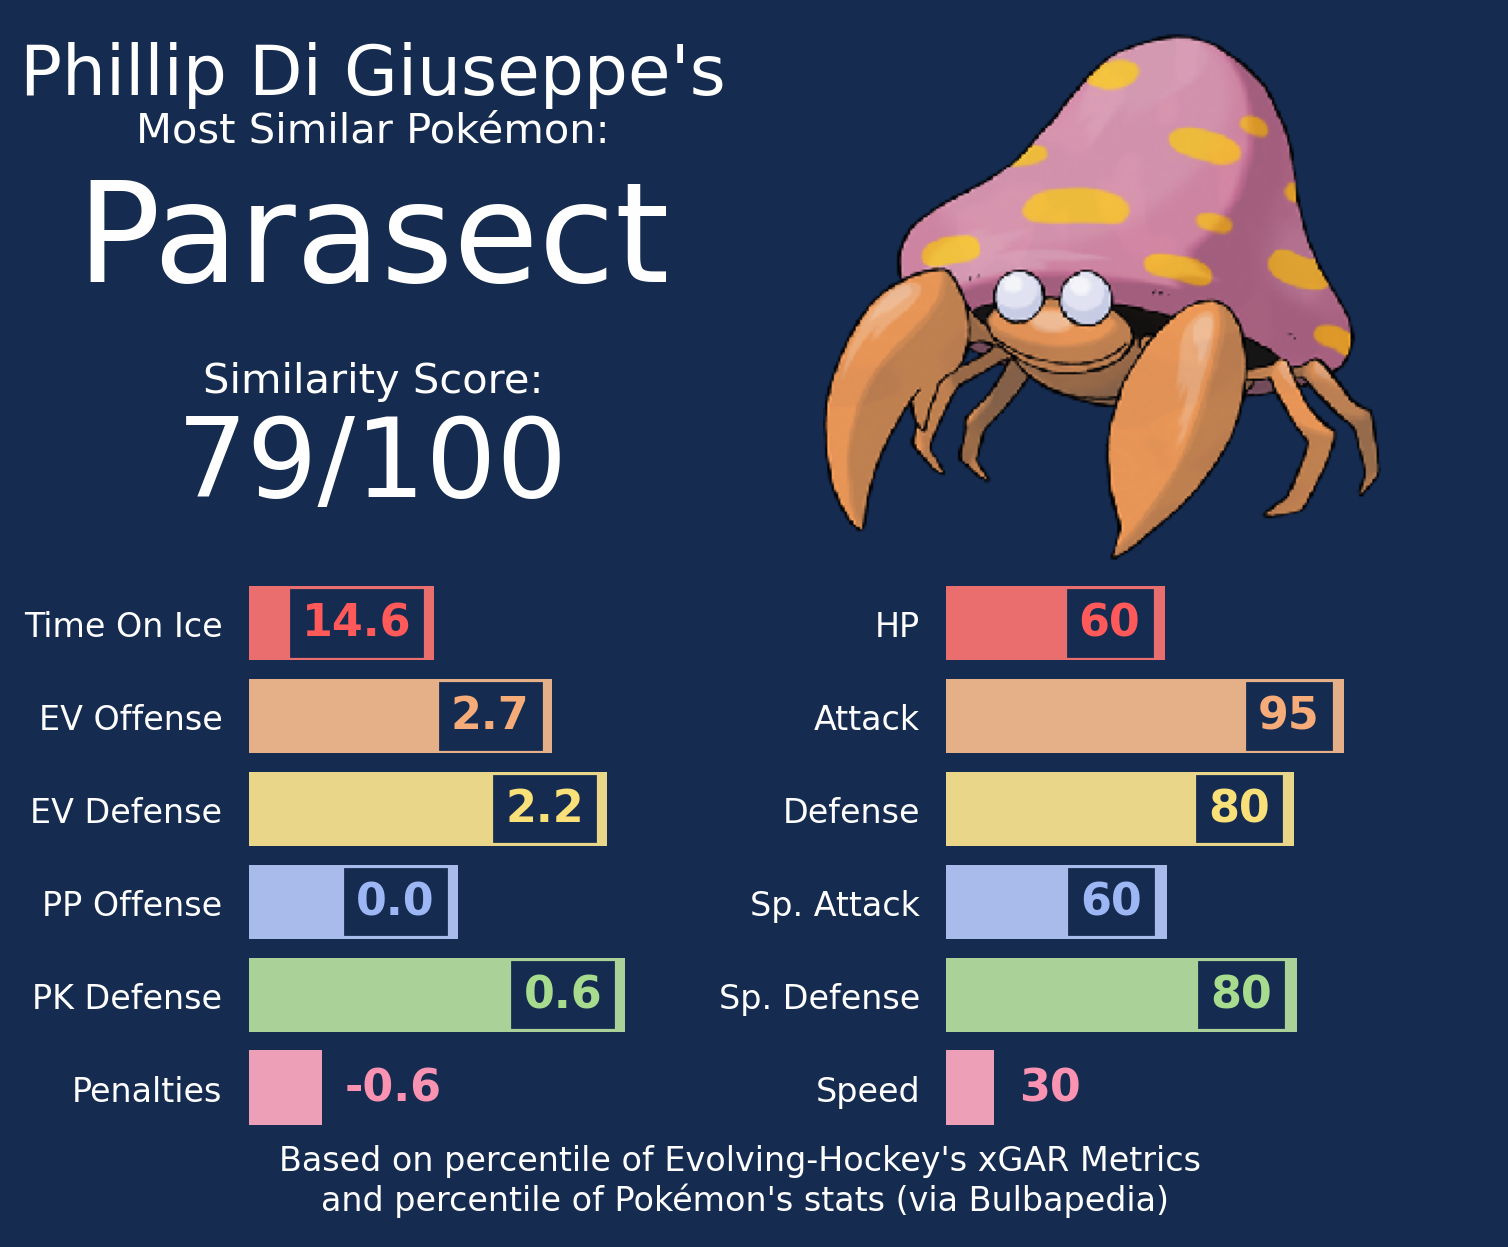 Phillip Di Giuseppe's
Most Similar Pokémon:
Parasect
Similarity Score:
79/100
Time On Ice 14.6
EV Offense 2.7
EV Defense 2.2
PP Offense 0.0
PK Defense 0.6
Penalties -0.6
HP 60
Attack 95
Defense 80
Sp. Attack 60
Sp. Defense 80
Speed 30
Based on percentile of Evolving-Hockey's xGAR Metrics
and percentile of Pokémon's stats (via Bulbapedia)